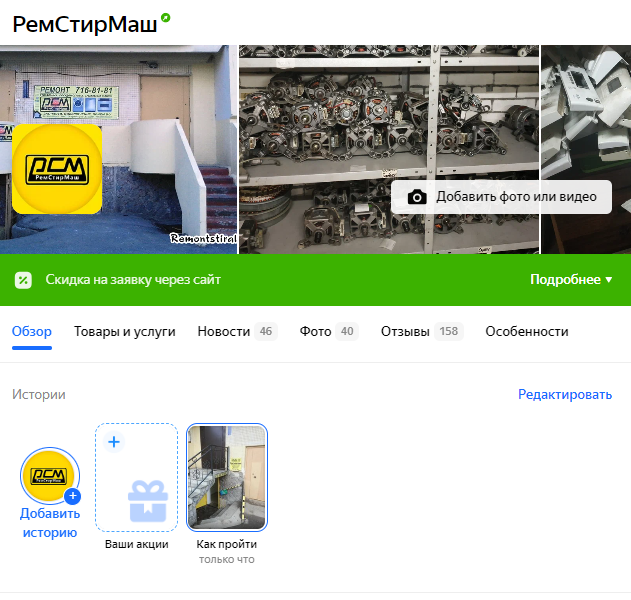 РемСтирМаш
РЕМОНТ 716-81-81
РСМ
РСМ
РемСтирМаш
Remontstiral
Добавить фото или видео
Скидка на заявку через сайт
Подробнее
Обзор
Товары и услуги
Новости 46
Фото 40
Отзывы 158
Особенности
Истории
Редактировать
РСМ
РемСтирМаш
Добавить
историю
Ваши акции
Как пройти
только что